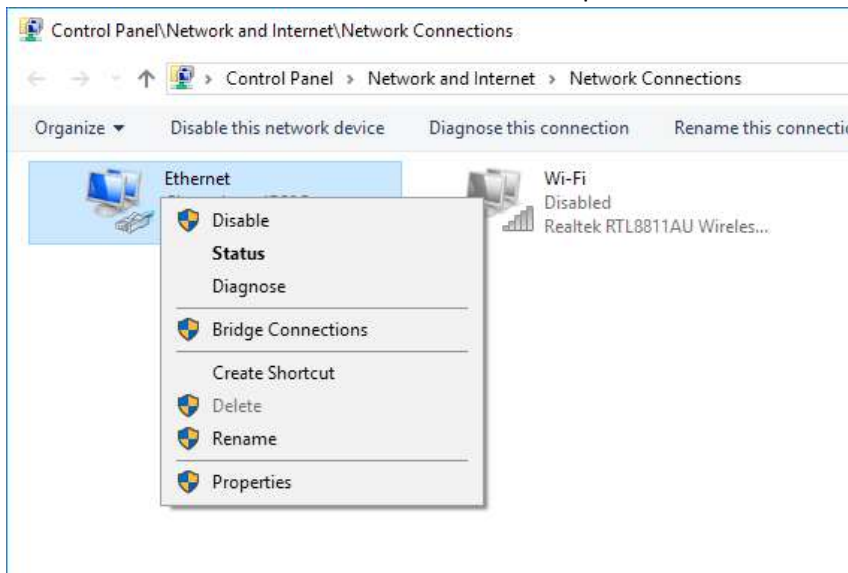 Control Panel\Network and Internet\Network Connections
Control Panel > Network and Internet > Network Connections
Organize Disable this network device Diagnose this connection Rename this
Ethernet
Wi-Fi
Disabled
Realtek RTL8811AU Wireles...
Disable
Status
Diagnose
Bridge Connections
Create Shortcut
Delete
Rename
Properties